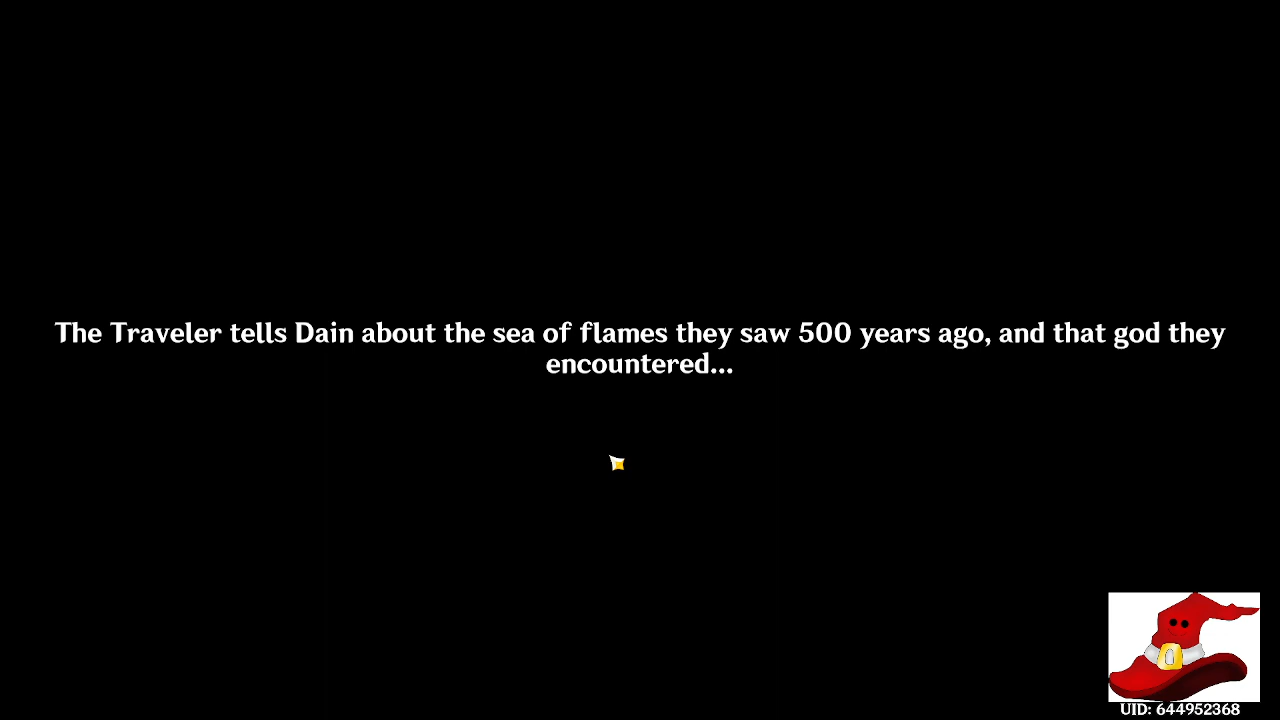 The Traveler tells Dain about the sea of flames they saw 500 years ago, and that god they
encountered...
UID: 644952368